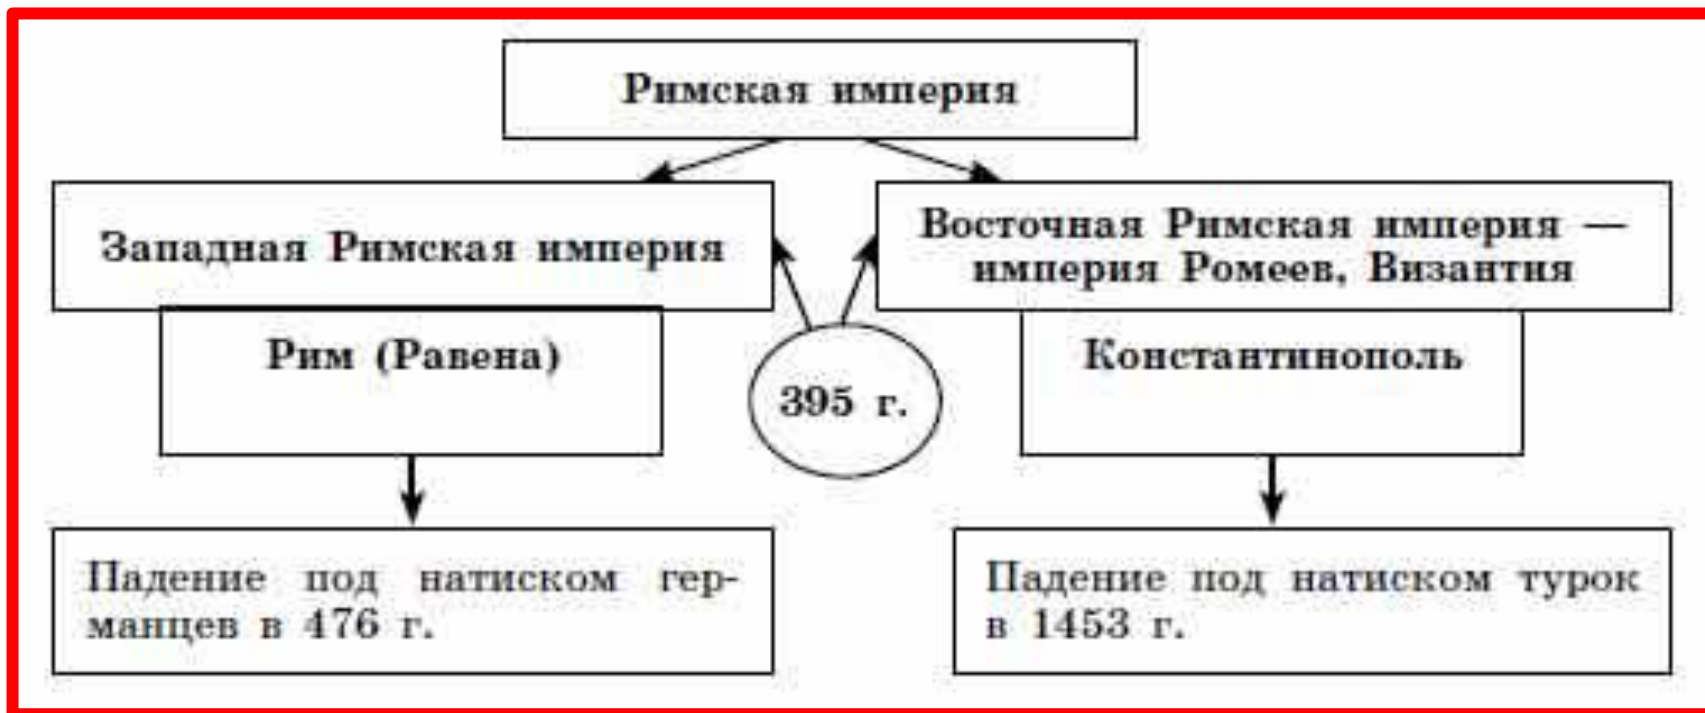 Римская империя
Западная Римская империя
Восточная Римская империя —
империя Ромеев, Византия
Рим (Равена)
395 г.
Константинополь
Падение под натиском гер-
манцев в 476 г.
Падение под натиском турок
в 1453 г.